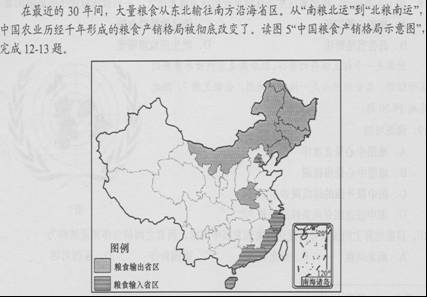 在最近的30年间，大量粮食从东北输往南方沿海省区，从“南粮北运”到“北粮南运”，
中国农业历经千年形成的粮食产销格局被彻底改变了。读图5“中国粮食产销格局示意图”，
完成12-13题。
图例
粮食输出省区
粮食输入省区
20°
120°
南海诸岛